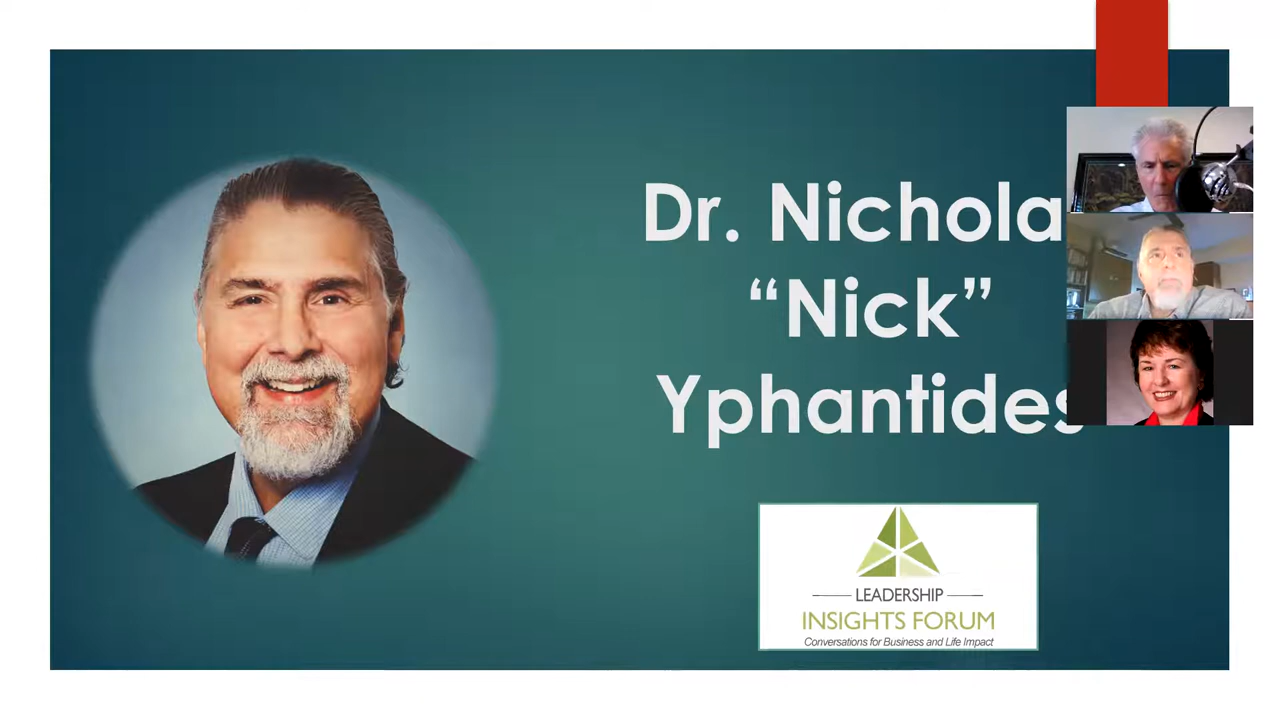 Dr. Nichola
“Nick”
Yphantides
LEADERSHIP
INSIGHTS FORUM
Conversations for Business and Life Impact